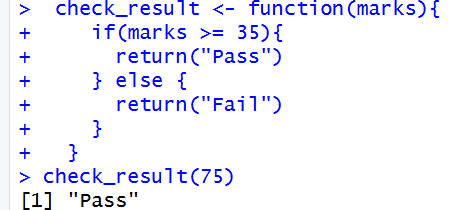 >  check_result <- function(marks){
+      if(marks >= 35){
+        return("Pass")
+      } else {
+        return("Fail")
+      }
+    }
> check_result(75)
[1] "Pass"